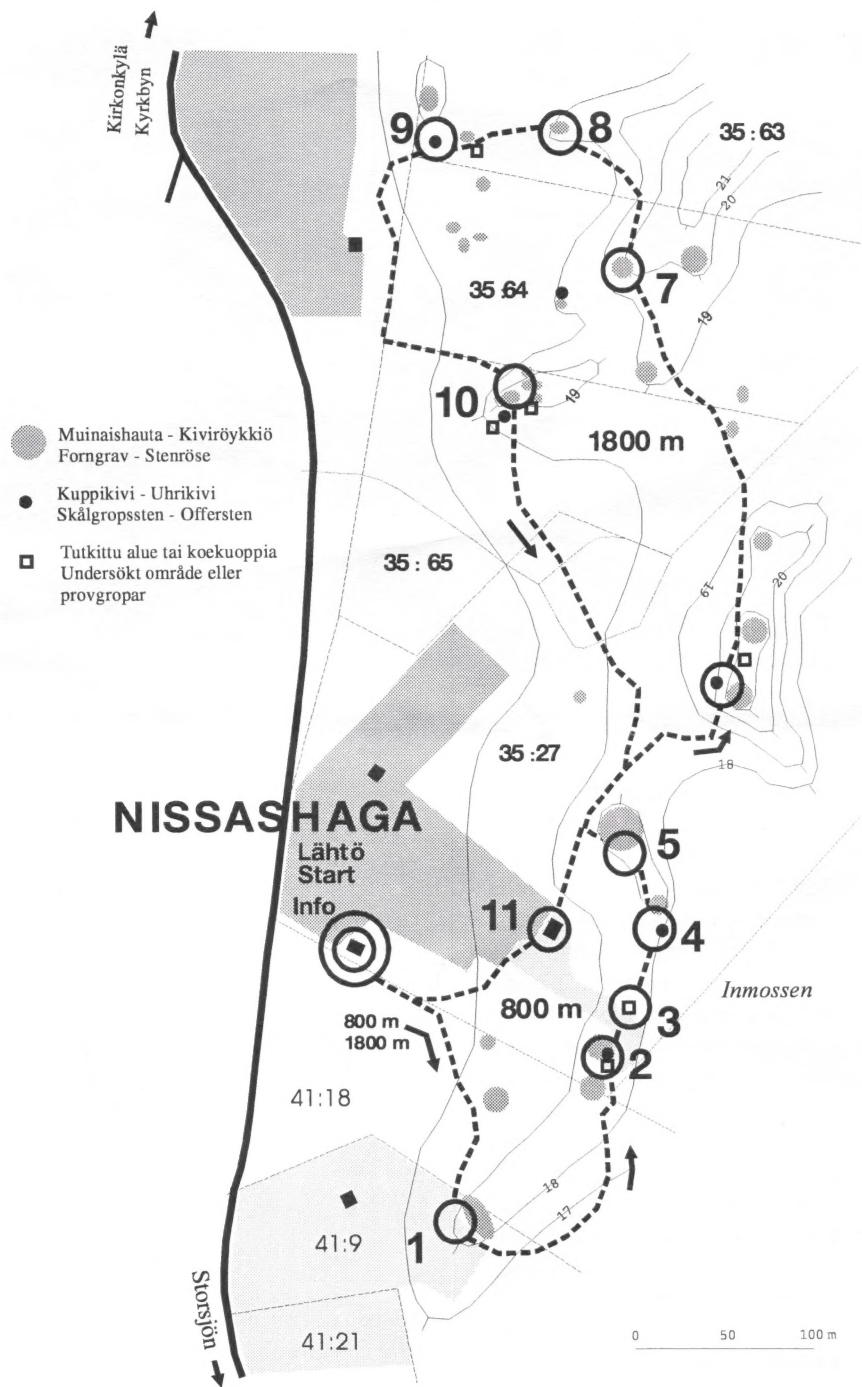 Kirkonkylä
Kyrkbyn
9
8
35 : 63
21
20
7
35 :64
19
10
19
1800 m
Muinaishauta - Kiviröykkiö
Forngrav - Stenröse
Kuppikivi - Uhrikivi
Skålgropssten - Offersten
Tutkittu alue tai koekuoppia
Undersökt område eller
provgropar
35 : 65
19
20
35 :27
18
NISSASHAGA
Lähtö
Start
Info
5
11
4
800 m
Inmossen
3
800 m
1800 m
2
41:18
18
17
1
41:9
Storsjön
41:21
0 50 100 m